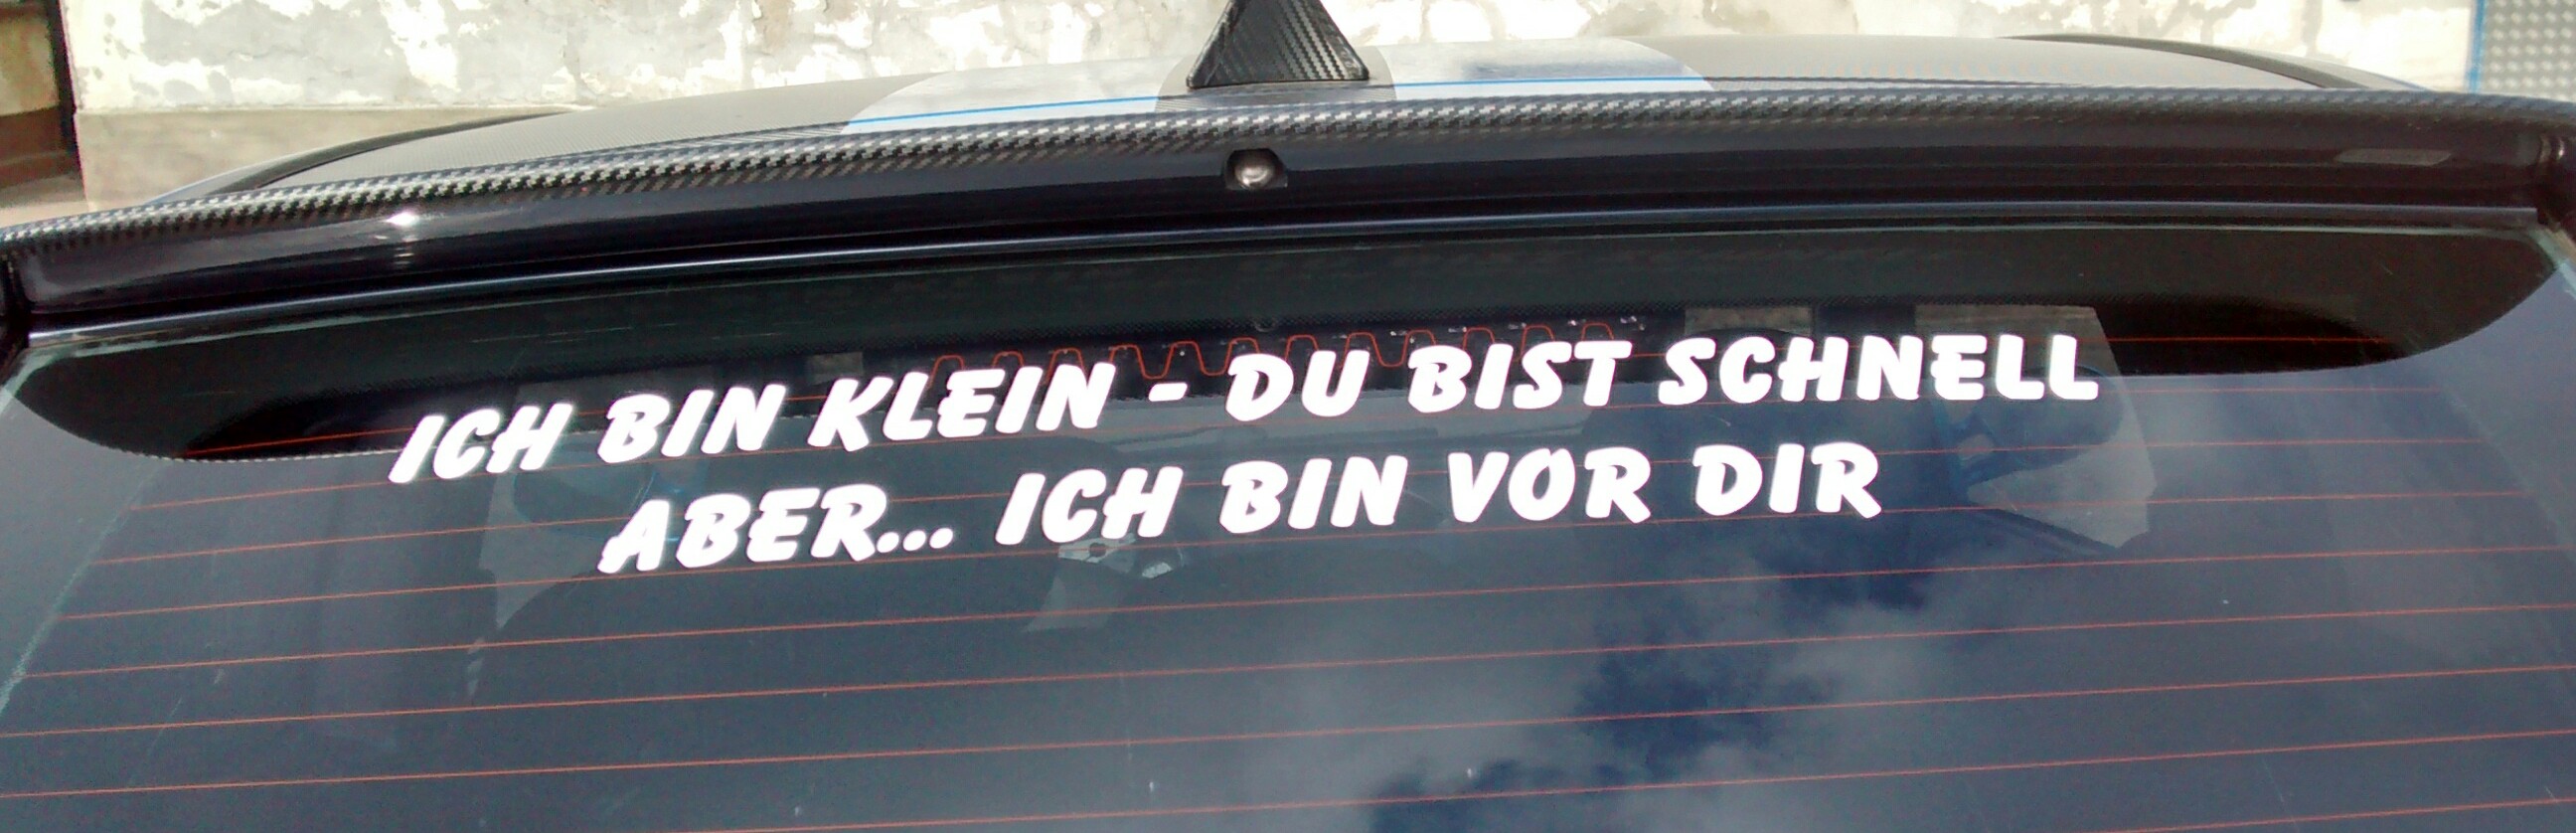 ICH BIN KLEIN - DU BIST SCHNELL
ABER... ICH BIN VOR DIR